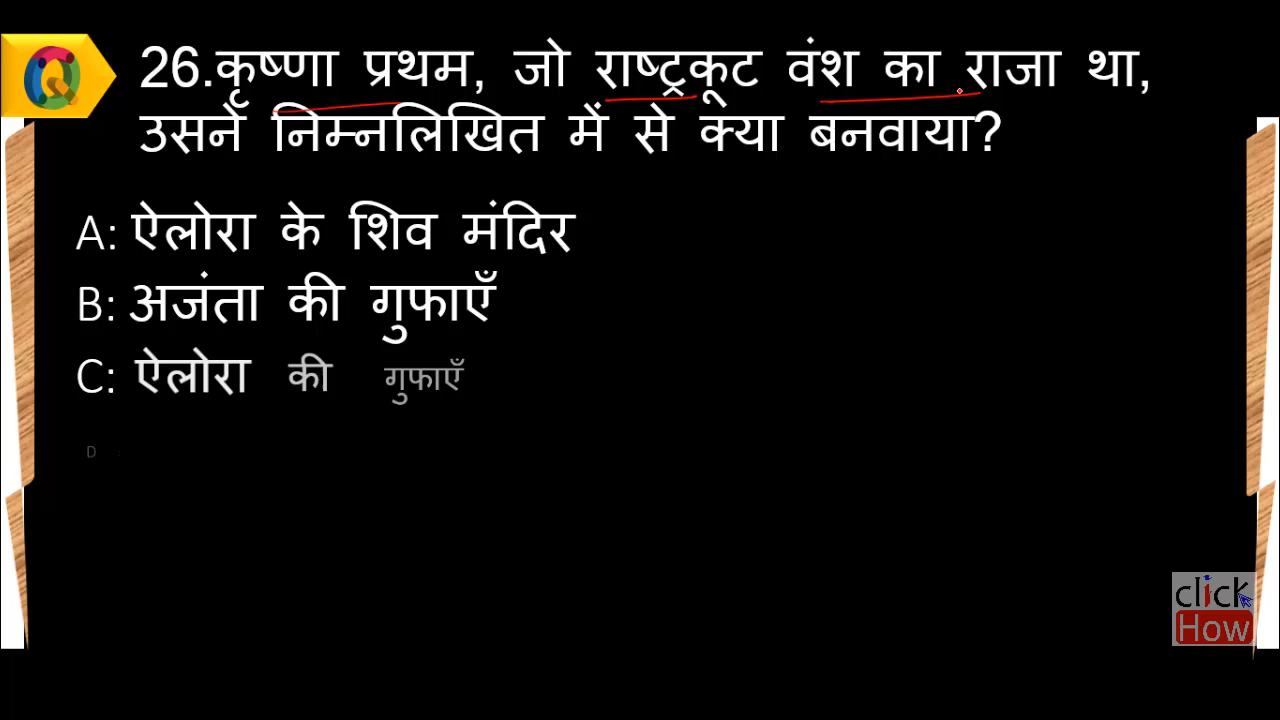 26.कृष्णा प्रथम, जो राष्ट्रकूट वंश का राजा था,
उसने निम्नलिखित में से क्या बनवाया?
A: ऐलोरा के शिव मंदिर
B: अजंता की गुफाएँ
C: ऐलोरा की गुफाएँ
D :
click
How